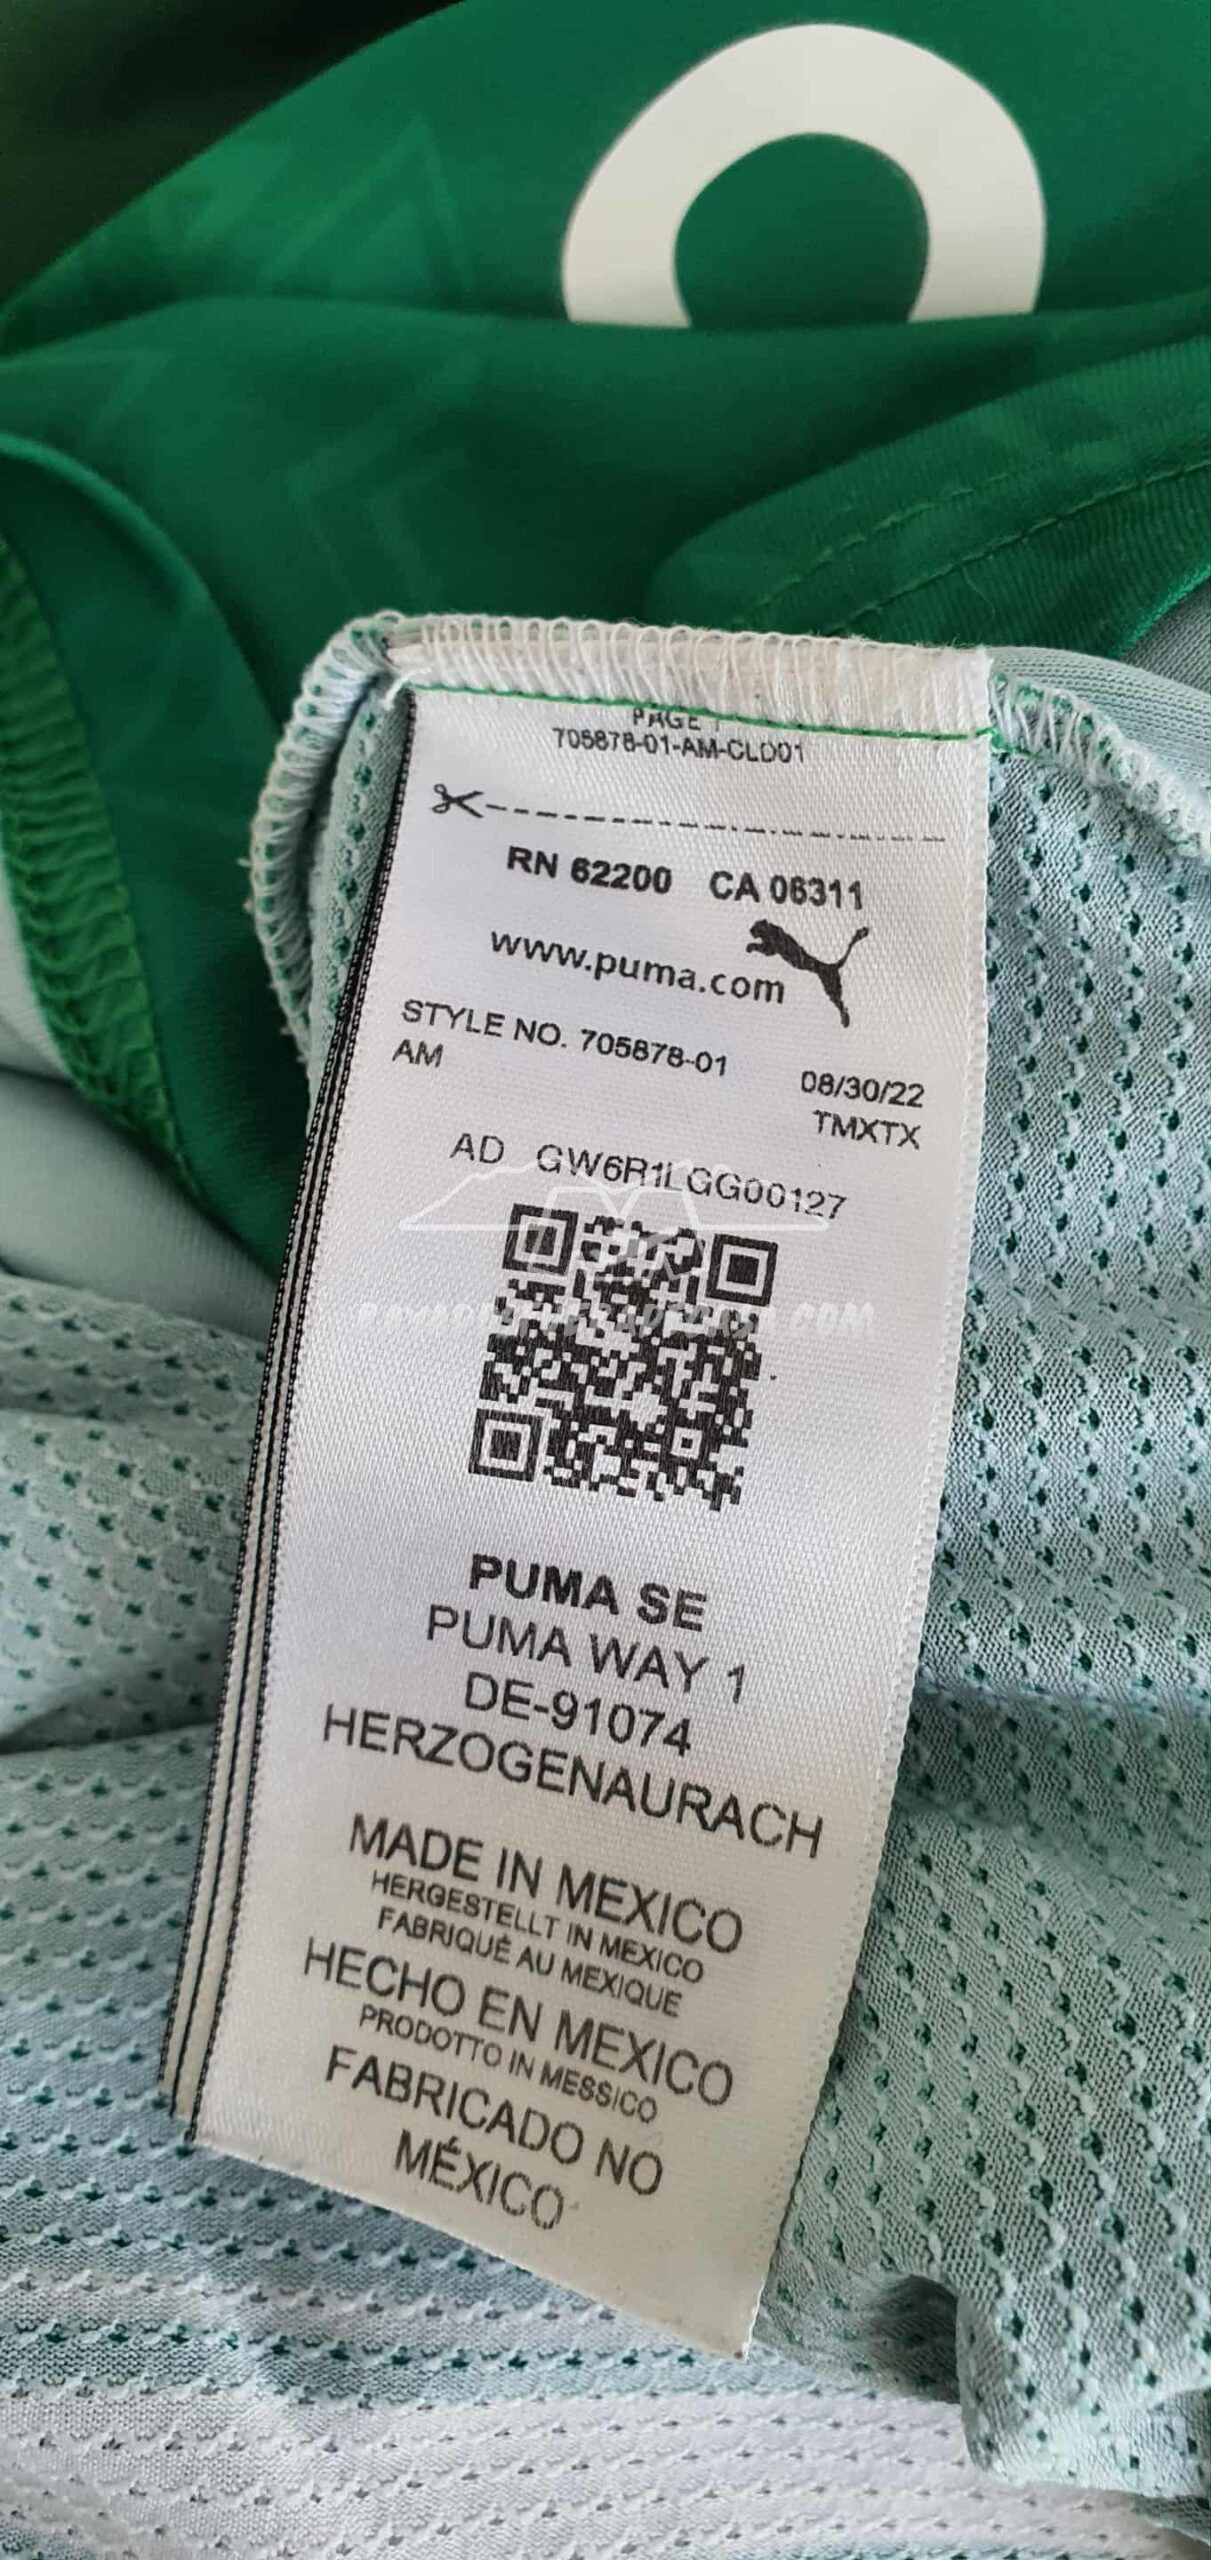 PAGE
705878-01-AM-CLD01
RN 62200 CA 06311
www.puma.com
STYLE NO. 705878-01
AM
08/30/22
TMXTX
AD GW6R1LGG00127
PUMA SE
PUMA WAY 1
DE-91074
HERZOGENAURACH
MADE IN MEXICO
HERGESTELLT IN MEXICO
FABRIQUÉ AU MEXIQUE
HECHO EN MEXICO
PRODOTTO IN MESSICO
FABRICADO NO
MÉXICO